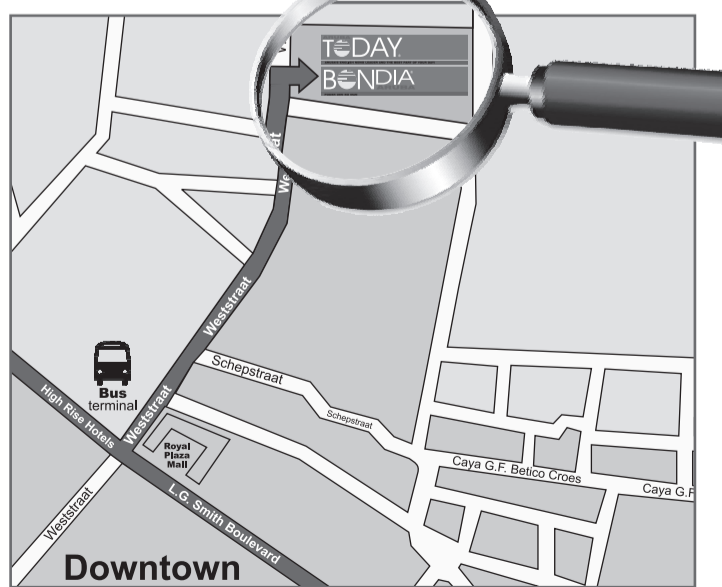 TODAY
BONDIA
We
Weststraat
Weststraat
Schepstraat
Schepstraat
Bus
terminal
High Rise Hotels
Royal
Plaza
Mall
Caya G.F. Betico Croes
Caya G.F
Weststraat
L.G. Smith Boulevard
Downtown